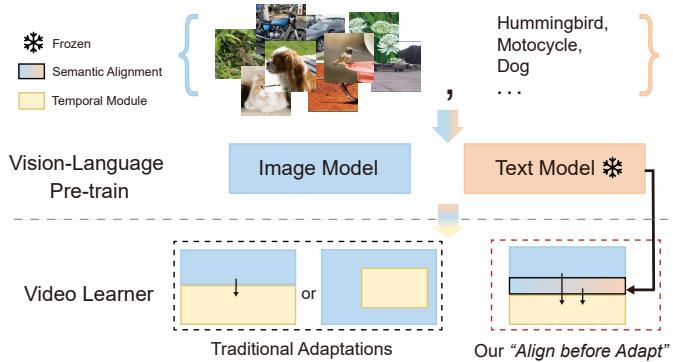 Frozen
Semantic Alignment
Temporal Module
Hummingbird,
Motocycle,
Dog
...
,
Vision-Language
Pre-train
Image Model
Text Model
Video Learner
or
Traditional Adaptations
Our "Align before Adapt"